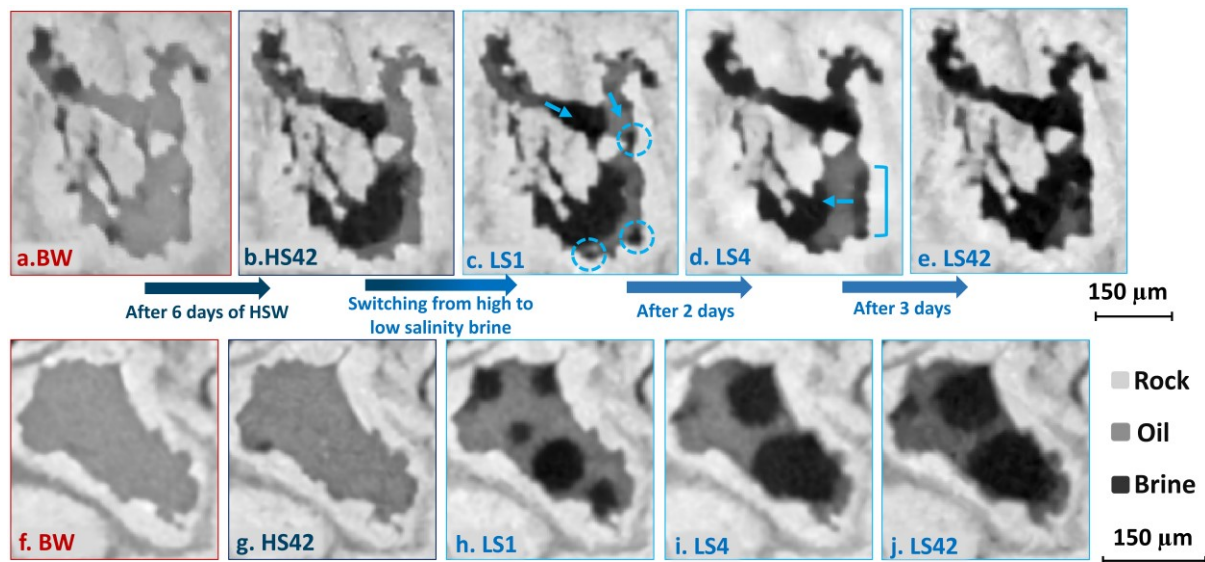 a.BW
b.HS42
c. LS1
d. LS4
e. LS42
After 6 days of HSW
Switching from high to
low salinity brine
After 2 days
After 3 days
150 μm
f. BW
g. HS42
h. LS1
i. LS4
j. LS42
Rock
Oil
Brine
150 μm